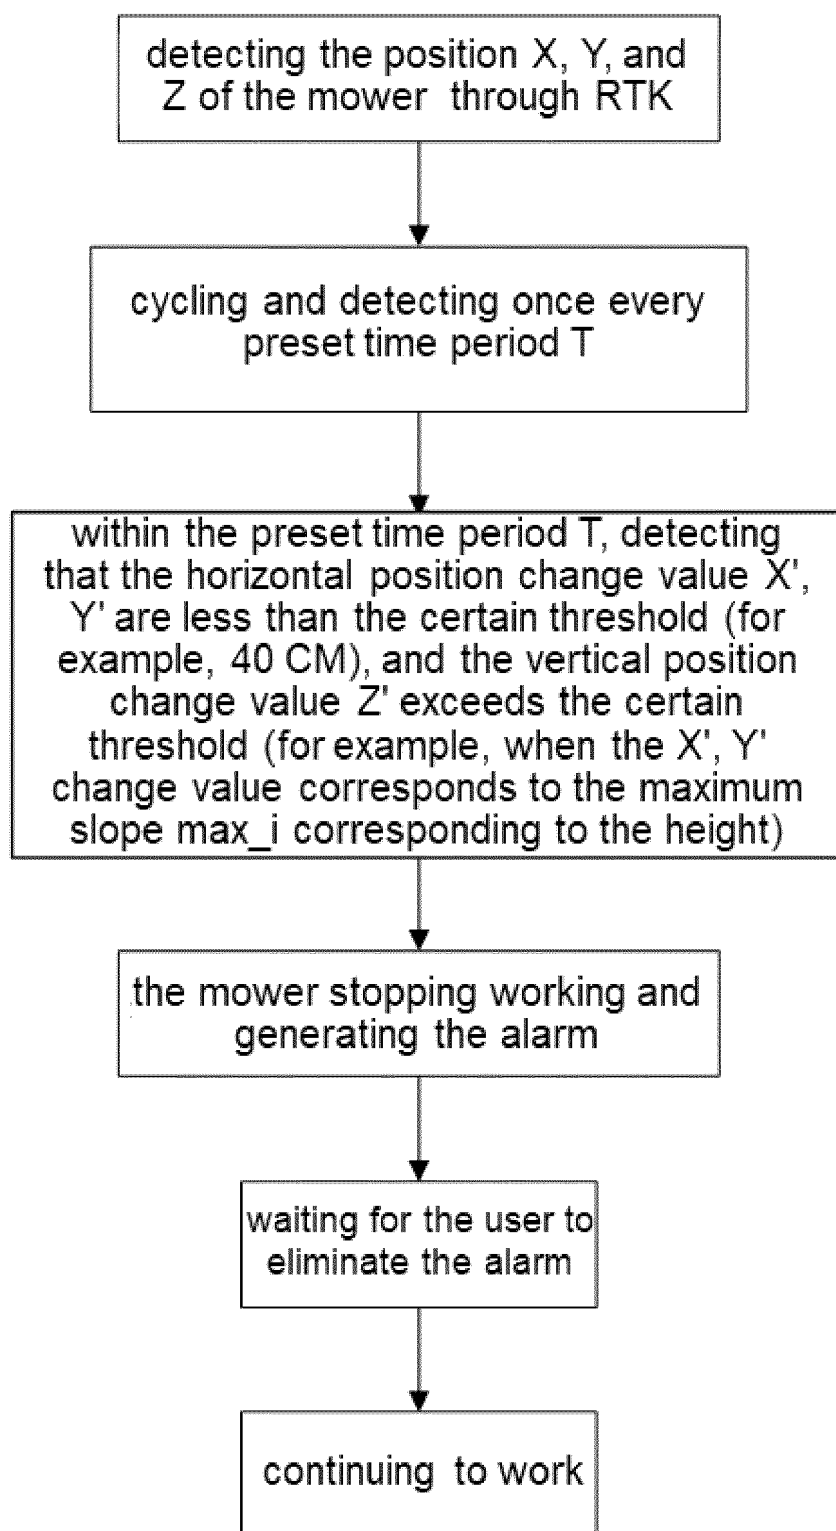 detecting the position X, Y, and
Z of the mower through RTK
cycling and detecting once every
preset time period T
within the preset time period T, detecting
that the horizontal position change value X',
Y' are less than the certain threshold (for
example, 40 CM), and the vertical position
change value Z' exceeds the certain
threshold (for example, when the X', Y'
change value corresponds to the maximum
slope max_i corresponding to the height)
the mower stopping working and
generating the alarm
waiting for the user to
eliminate the alarm
continuing to work